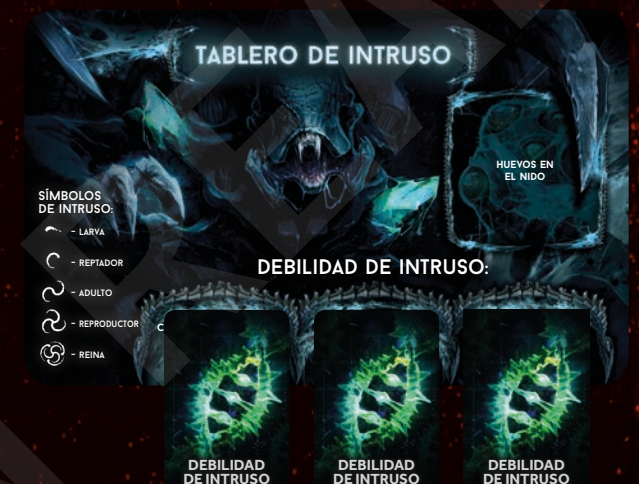 TABLERO DE INTRUSO
HUEVOS EN
EL NIDO
SÍMBOLOS
DE INTRUSO:
- LARVA
- REPTADOR
- ADULTO
- REPRODUCTOR
- REINA
DEBILIDAD DE INTRUSO:
DEBILIDAD
DE INTRUSO
DEBILIDAD
DE INTRUSO
DEBILIDAD
DE INTRUSO